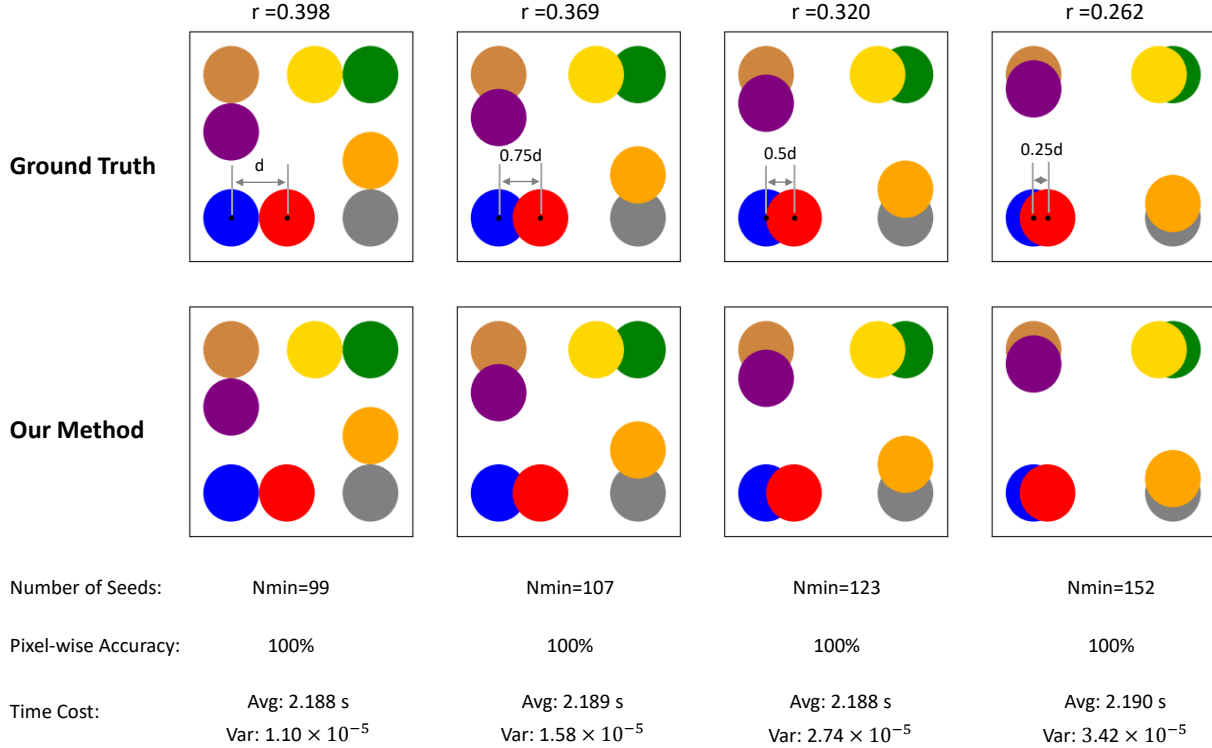 r =0.398 r =0.369 r =0.320 r =0.262
Ground Truth
d 0.75d 0.5d 0.25d
Our Method
Number of Seeds: Nmin=99 Nmin=107 Nmin=123 Nmin=152
Pixel-wise Accuracy: 100% 100% 100% 100%
Time Cost: Avg: 2.188 s Avg: 2.189 s Avg: 2.188 s Avg: 2.190 s
Var: 1.10 × 10⁻⁵ Var: 1.58 × 10⁻⁵ Var: 2.74 × 10⁻⁵ Var: 3.42 × 10⁻⁵